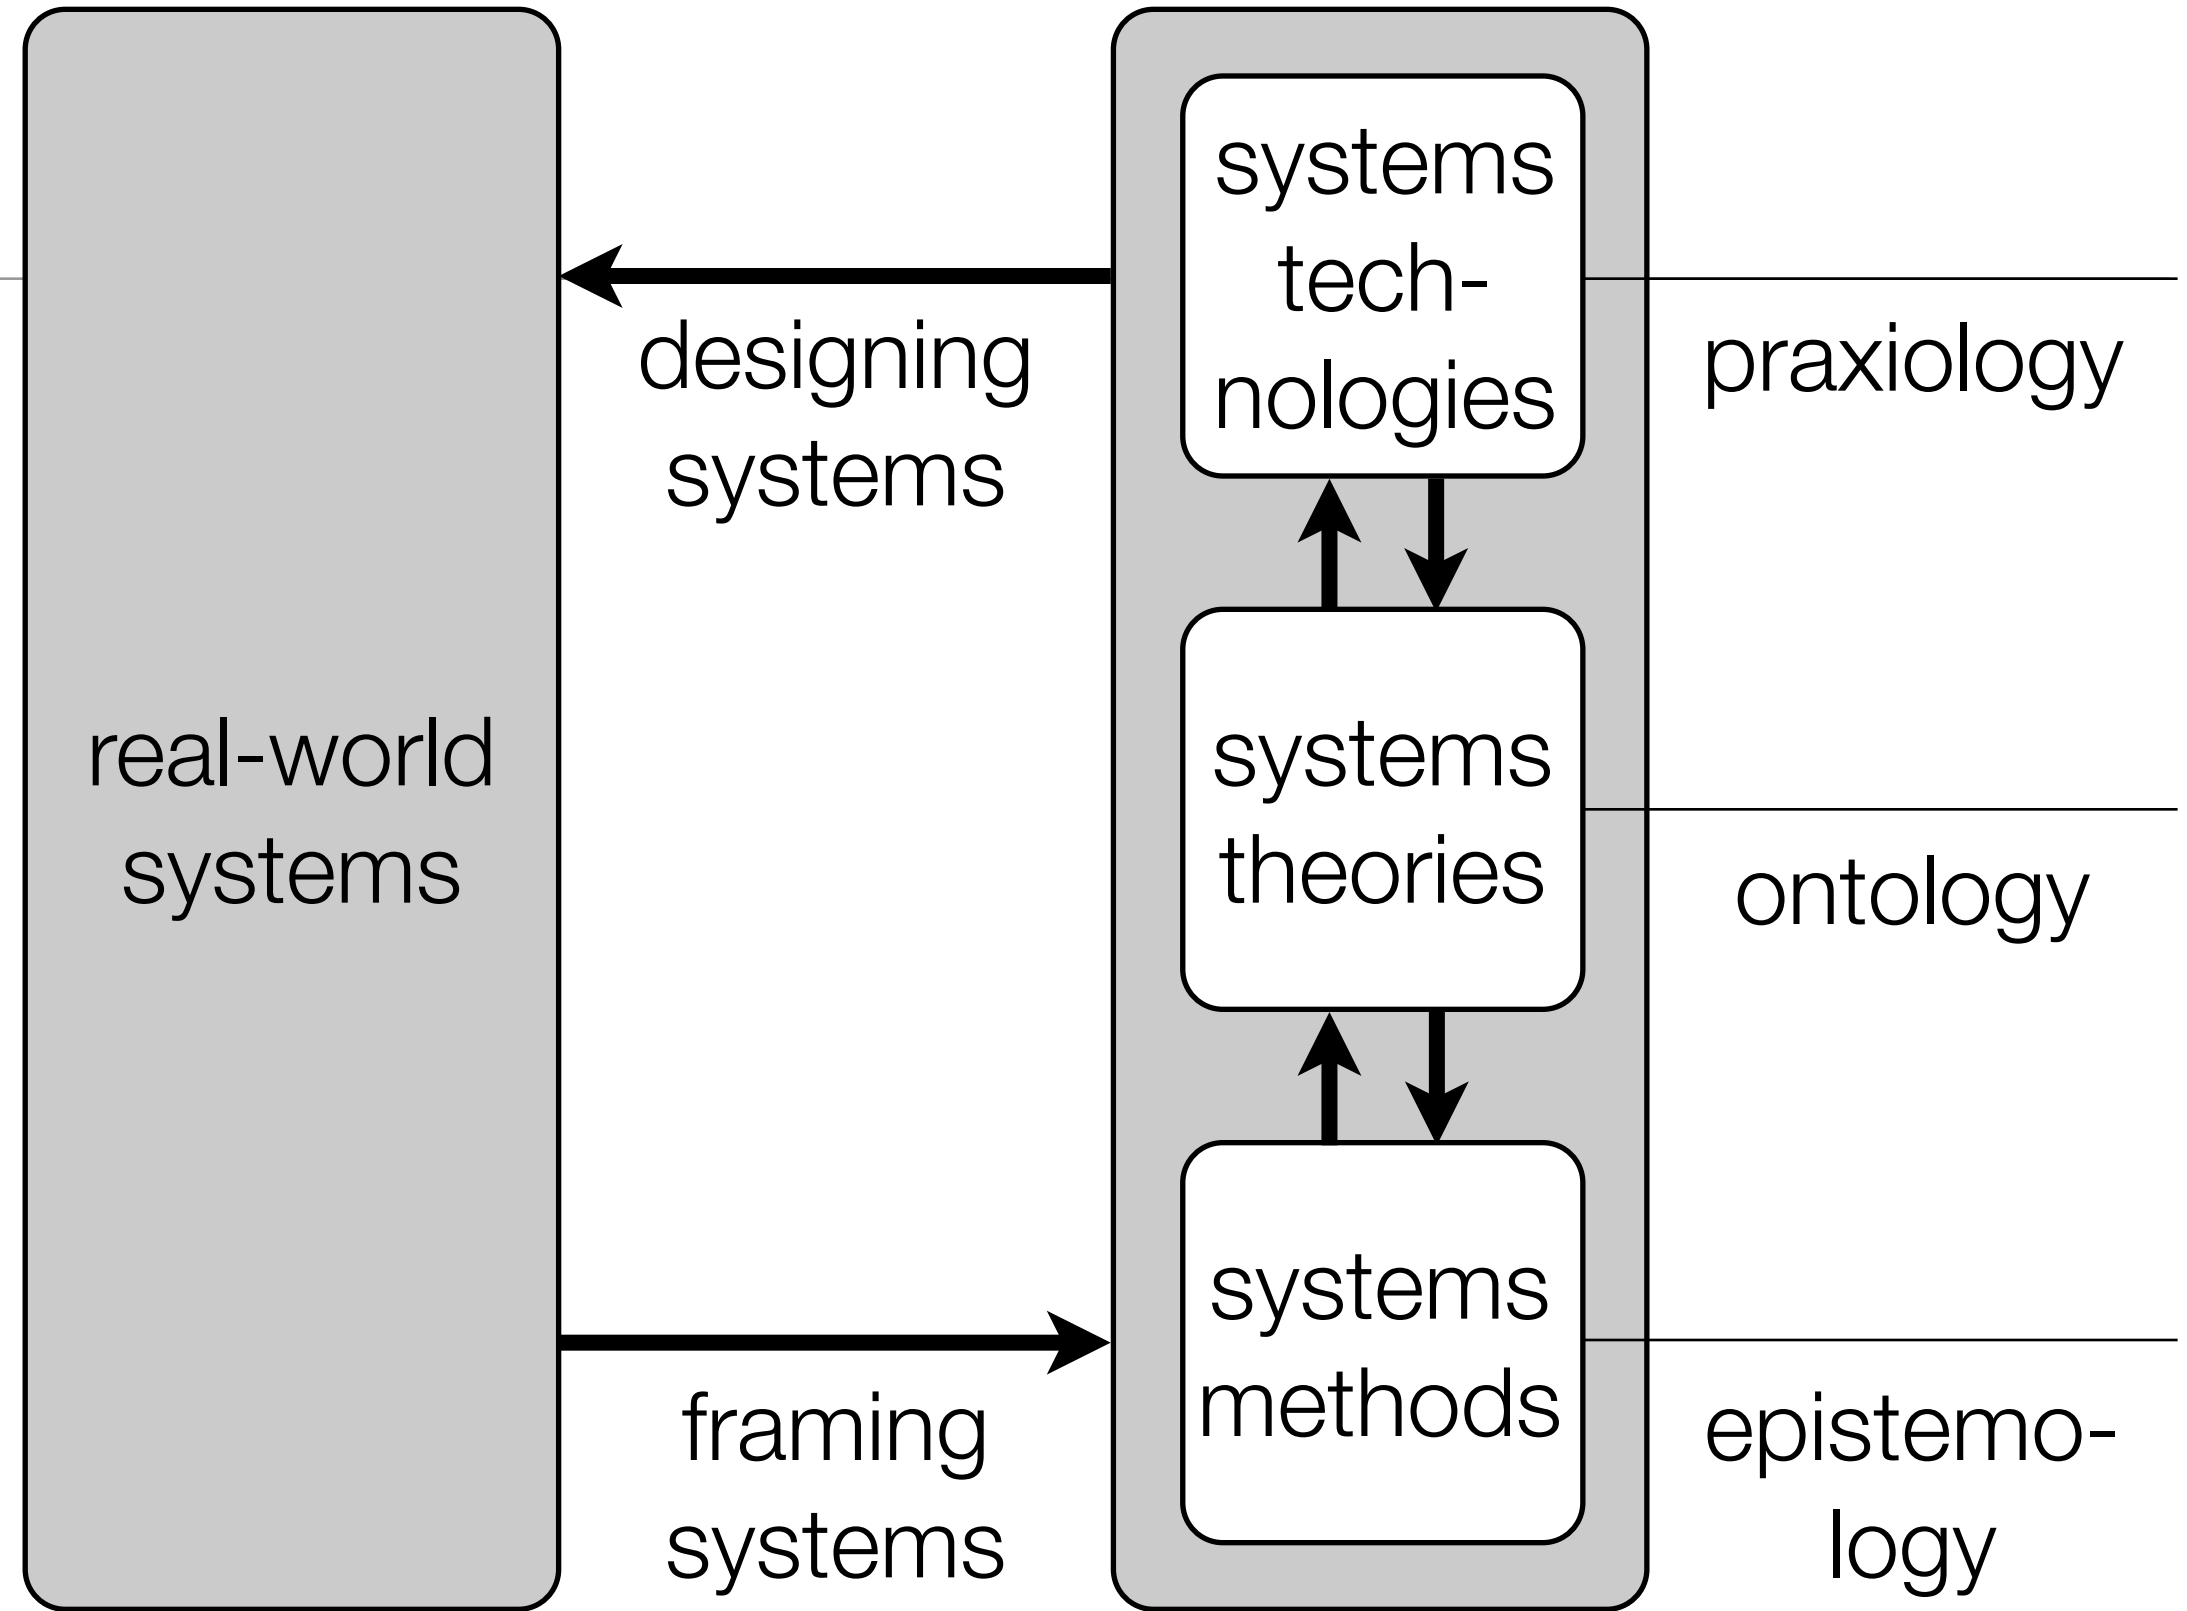 real-world
systems
designing
systems
framing
systems
systems
tech-
nologies
systems
theories
systems
methods
praxiology
ontology
epistemo-
logy